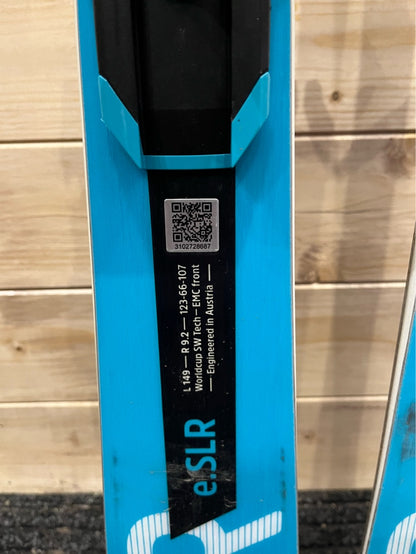 3102728687
L 149 — R 9.2 — 123-66-107
Worldcup SW Tech — EMC front
— Engineered in Austria —
e.SLR
R